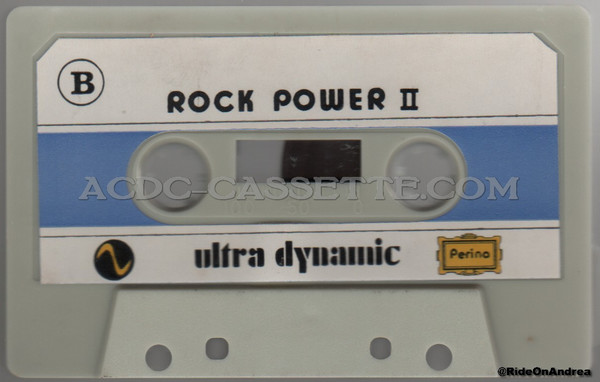 B
ROCK POWER II
ACDC-CASSETTE.COM
ultra dynamic
Perino
@RideOnAndrea